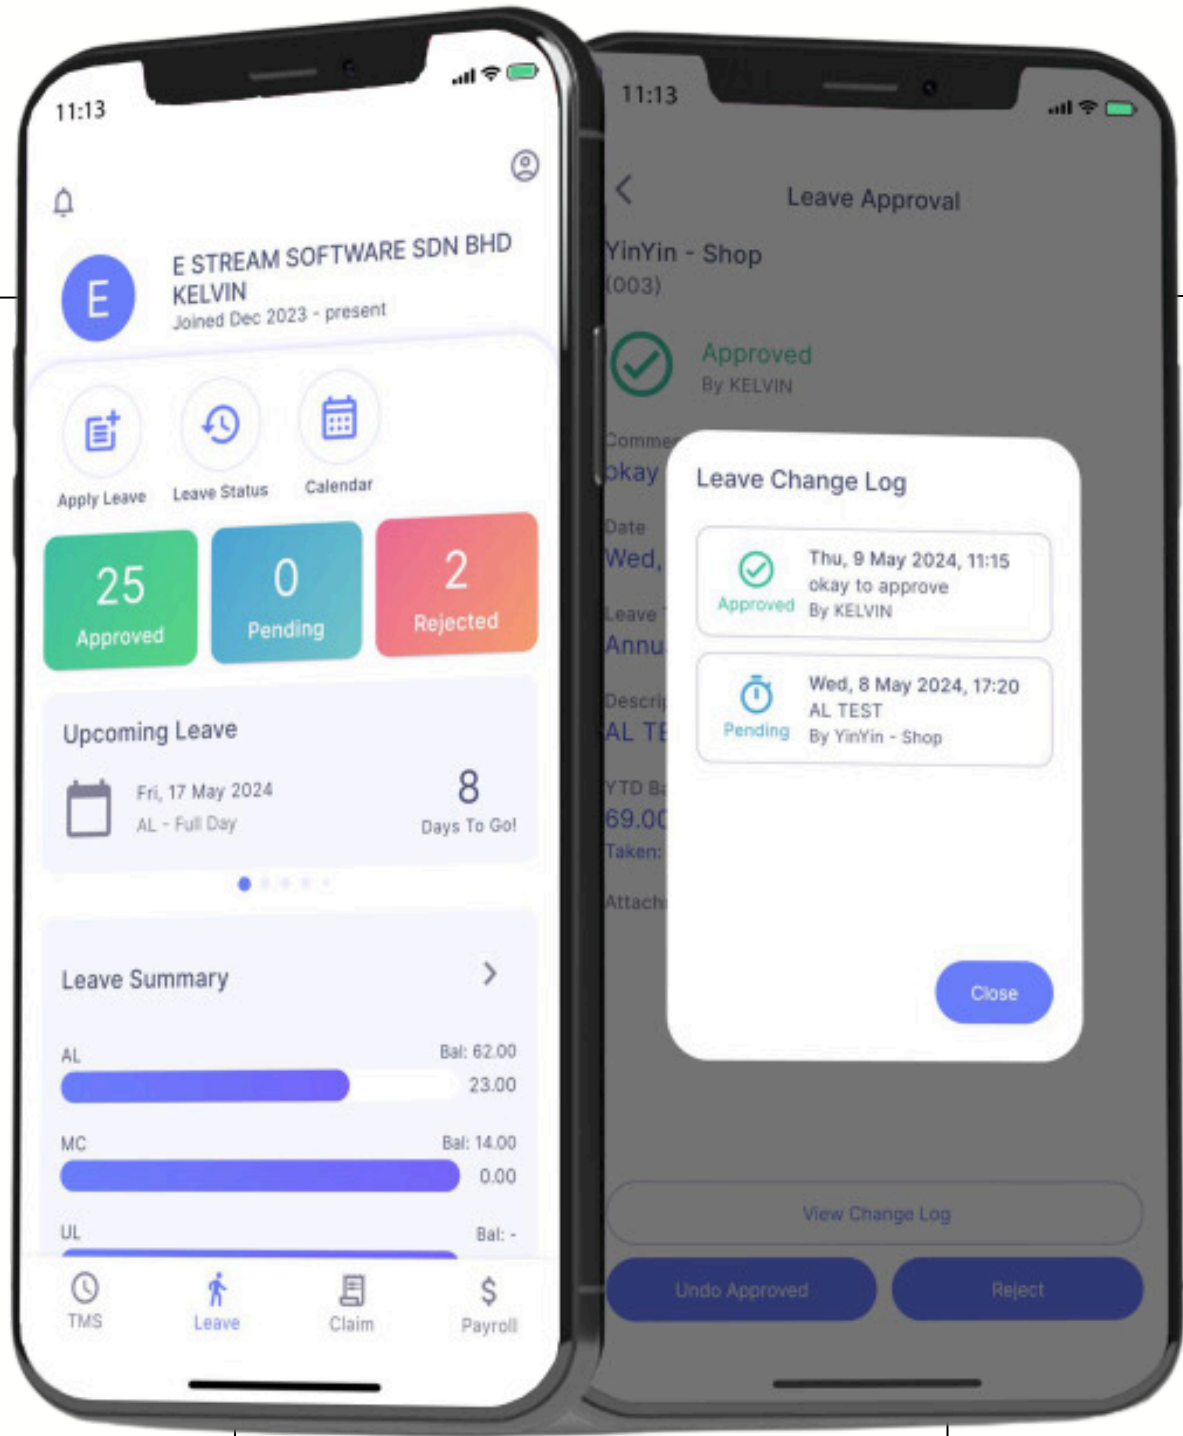 11:13
E
E STREAM SOFTWARE SDN BHD
KELVIN
Joined Dec 2023 - present
Apply Leave
Leave Status
Calendar
25
Approved
0
Pending
2
Rejected
Upcoming Leave
Fri, 17 May 2024
AL - Full Day
8
Days To Go!
Leave Summary
AL
Bal: 62.00
23.00
MC
Bal: 14.00
0.00
UL
Bal: -
TMS
Leave
Claim
$
Payroll
11:13
Leave Approval
YinYin - Shop
(003)
Approved
By KELVIN
okay
Date
Wed,
Leave
AL
YTD
69.00
Taken:
Leave Change Log
Approved
Thu, 9 May 2024, 11:15
okay to approve
By KELVIN
Pending
Wed, 8 May 2024, 17:20
AL TEST
By YinYin - Shop
Close
View Change Log
Undo Approved
Reject